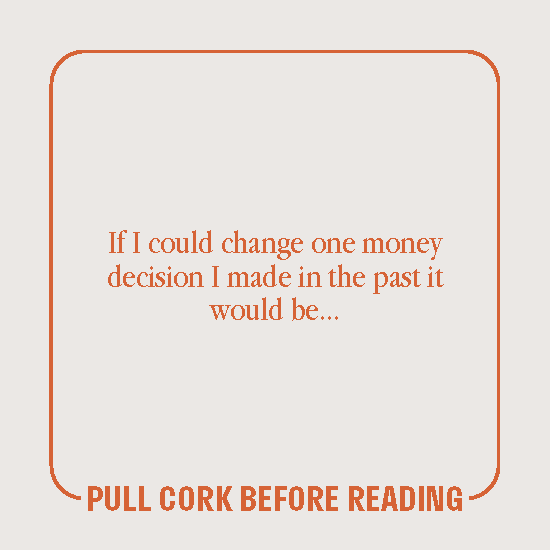 If I could change one money
decision I made in the past it
would be...
PULL CORK BEFORE READING